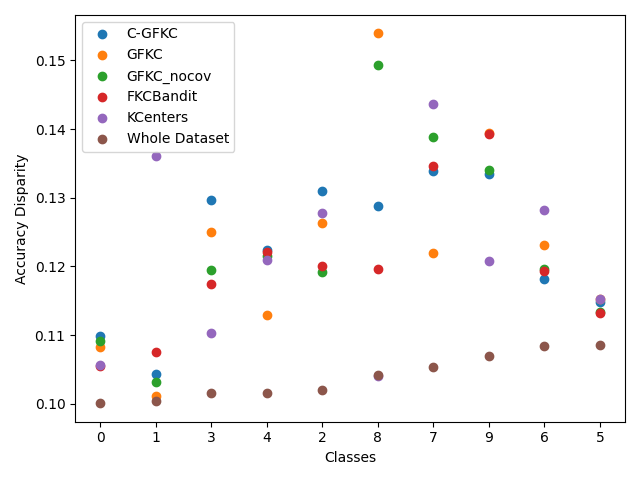 C-GFKC
GFKC
GFKC_nocov
FKCBandit
KCenters
Whole Dataset
Accuracy Disparity
0.15
0.14
0.13
0.12
0.11
0.10
0 1 3 4 2 8 7 9 6 5
Classes